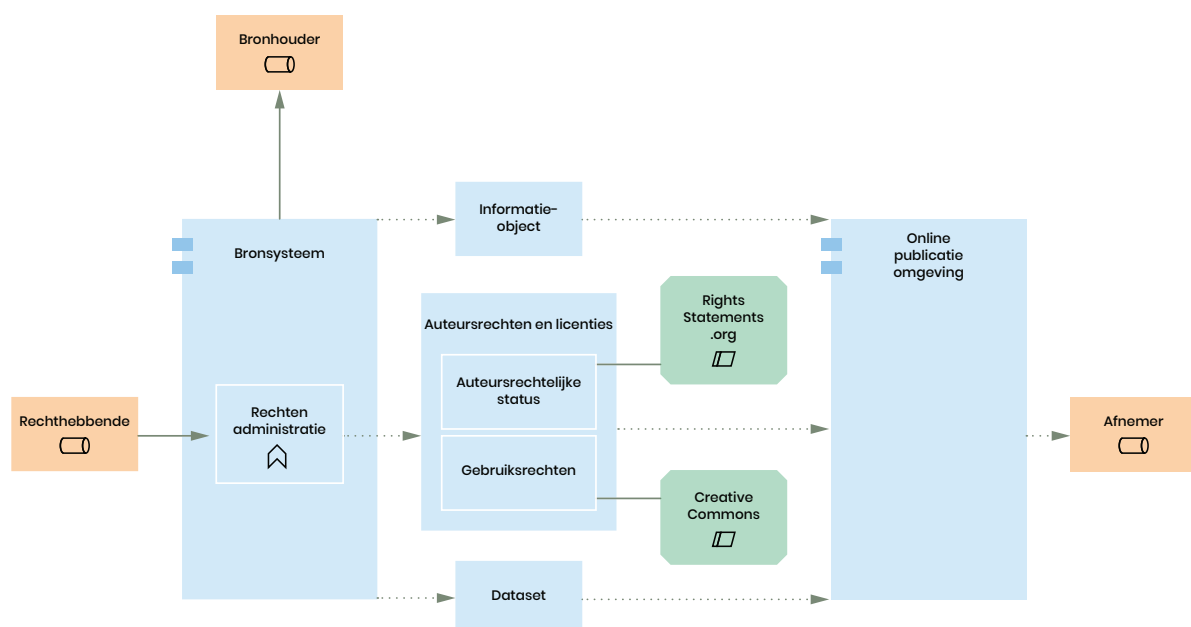 Bronhouder
Informatie-
object
Bronsysteem
Online
publicatie
omgeving
Auteursrechten en licenties
Rights
Statements
.org
Auteursrechtelijke
status
Rechthebbende
Rechten
administratie
Gebruiksrechten
Creative
Commons
Afnemer
Dataset